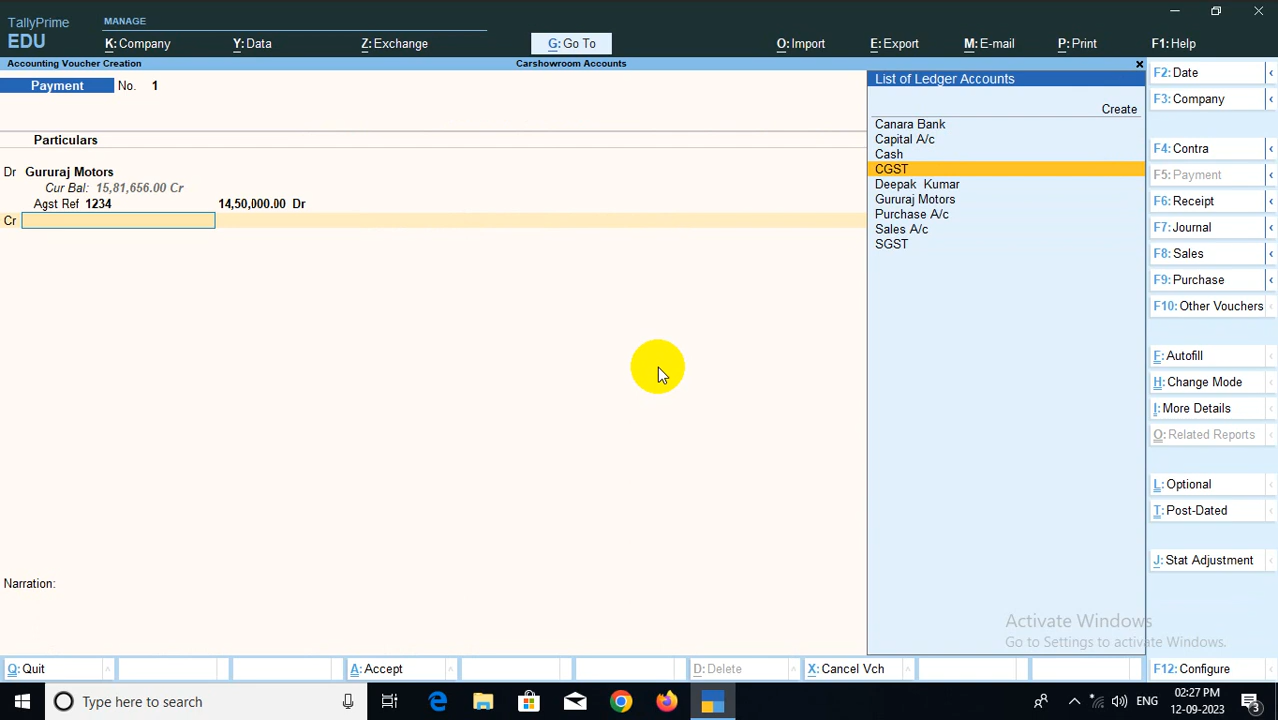 TallyPrime
EDU
MANAGE
K: Company
Y: Data
Z: Exchange
G: Go To
O: Import
E: Export
M: E-mail
P: Print
F1: Help
Accounting Voucher Creation
Carshowroom Accounts
Payment No. 1
Particulars
Dr Gururaj Motors
Cur Bal: 15,81,656.00 Cr
Agst Ref 1234 14,50,000.00 Dr
Cr
Narration:
List of Ledger Accounts
Create
Canara Bank
Capital A/c
Cash
CGST
Deepak Kumar
Gururaj Motors
Purchase A/c
Sales A/c
SGST
F2: Date
F3: Company
F4: Contra
F5: Payment
F6: Receipt
F7: Journal
F8: Sales
F9: Purchase
F10: Other Vouchers
F: Autofill
H: Change Mode
I: More Details
O: Related Reports
L: Optional
T: Post-Dated
J: Stat Adjustment
Activate Windows
Go to Settings to activate Windows.
Q: Quit
A: Accept
D: Delete
X: Cancel Vch
F12: Configure
Type here to search
ENG
02:27 PM
12-09-2023
3